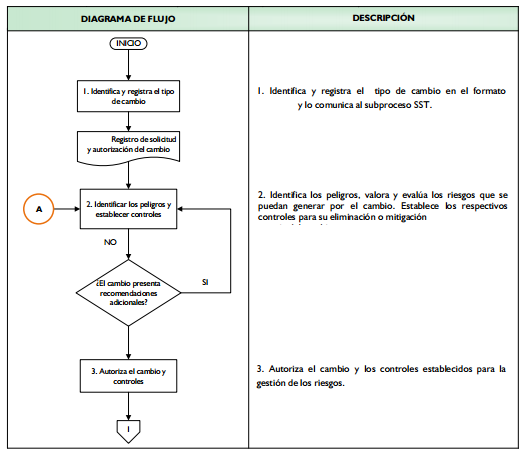 DIAGRAMA DE FLUJO
DESCRIPCIÓN
INICIO
1. Identifica y registra el tipo
de cambio
1. Identifica y registra el tipo de cambio en el formato
y lo comunica al subproceso SST.
Registro de solicitud
y autorización del cambio
A
2. Identificar los peligros y
establecer controles
2. Identifica los peligros, valora y evalúa los riesgos que se
puedan generar por el cambio. Establece los respectivos
controles para su eliminación o mitigación
NO
¿El cambio presenta
recomendaciones
adicionales?
SI
3. Autoriza el cambio y
controles
3. Autoriza el cambio y los controles establecidos para la
gestión de los riesgos.
1